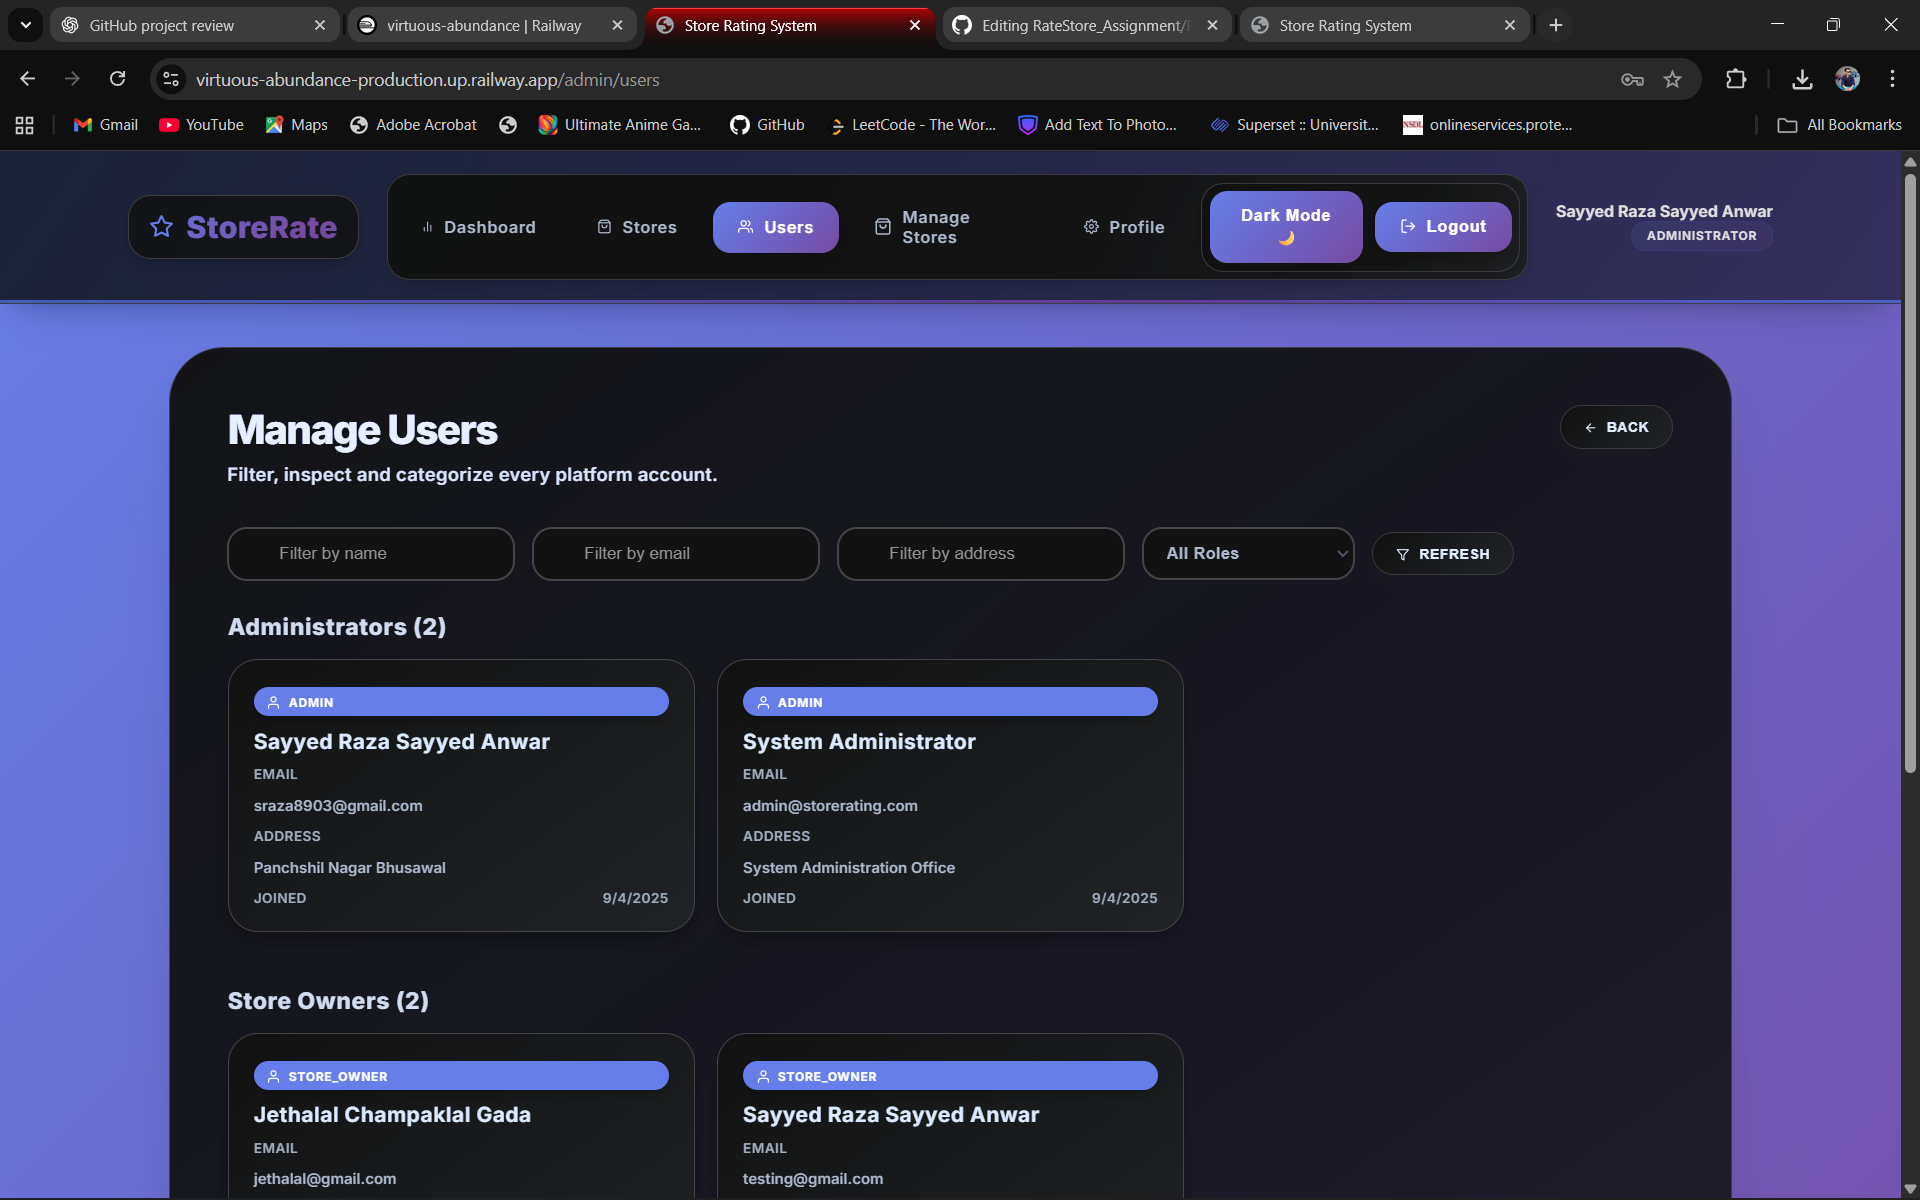 GitHub project review
virtuous-abundance | Railway
Store Rating System
Editing RateStore_Assignment/
Store Rating System
virtuous-abundance-production.up.railway.app/admin/users
Gmail
YouTube
Maps
Adobe Acrobat
Ultimate Anime Ga...
GitHub
LeetCode - The Wor...
Add Text To Photo...
Superset :: Universit...
NSDL
onlineservices.prote...
All Bookmarks
StoreRate
Dashboard
Stores
Users
Manage
Stores
Profile
Dark Mode
Logout
Sayyed Raza Sayyed Anwar
ADMINISTRATOR
Manage Users
BACK
Filter, inspect and categorize every platform account.
Filter by name
Filter by email
Filter by address
All Roles
REFRESH
Administrators (2)
ADMIN
Sayyed Raza Sayyed Anwar
EMAIL
sraza8903@gmail.com
ADDRESS
Panchshil Nagar Bhusawal
JOINED 9/4/2025
ADMIN
System Administrator
EMAIL
admin@storerating.com
ADDRESS
System Administration Office
JOINED 9/4/2025
Store Owners (2)
STORE_OWNER
Jethalal Champaklal Gada
EMAIL
jethalal@gmail.com
STORE_OWNER
Sayyed Raza Sayyed Anwar
EMAIL
testing@gmail.com